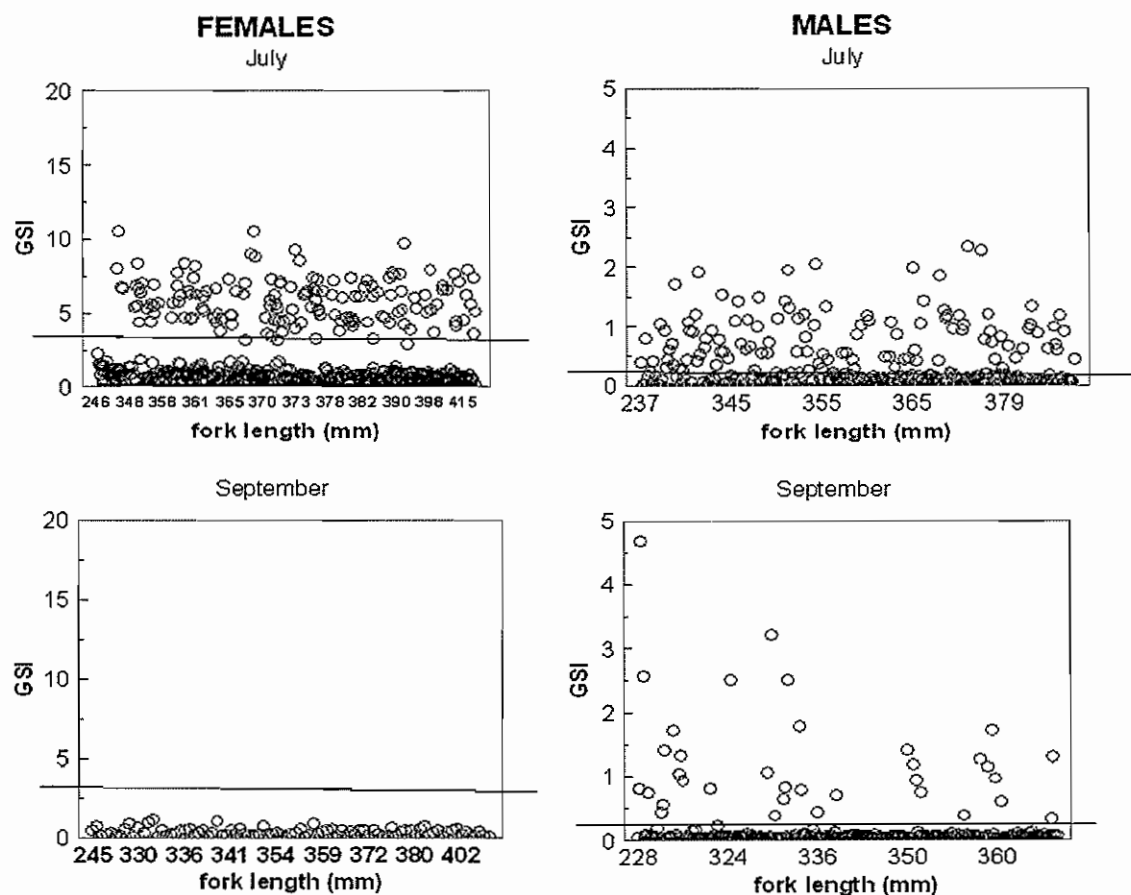 FEMALES
July
20
15
10
5
0
GSI
246 348 358 361 365 370 373 378 382 390 398 415
fork length (mm)
MALES
July
5
4
3
2
1
0
GSI
237 345 355 365 379
fork length (mm)
September
20
15
10
5
0
GSI
245 330 336 341 354 359 372 380 402
fork length (mm)
September
5
4
3
2
1
0
GSI
228 324 336 350 360
fork length (mm)